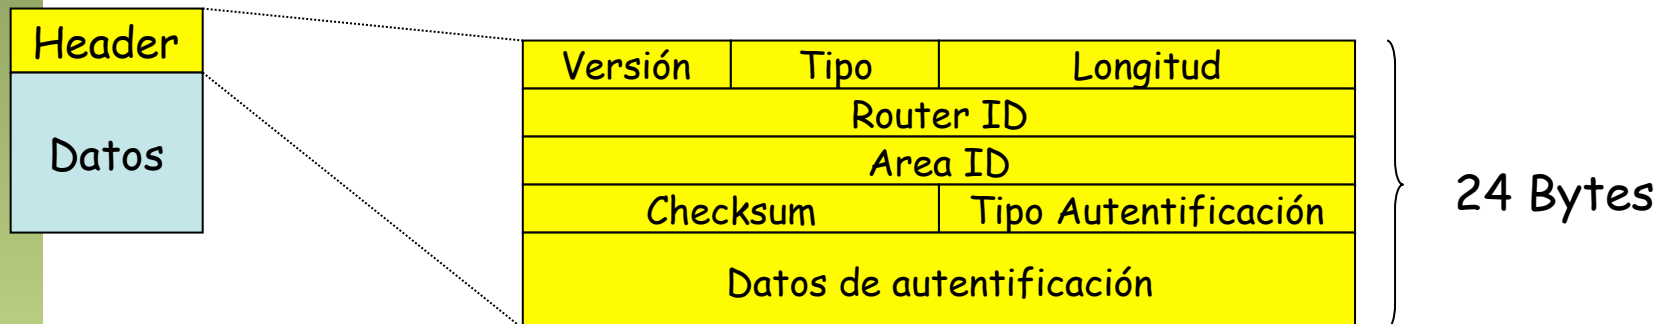 Header
Datos
Versión Tipo Longitud
Router ID
Area ID
Checksum Tipo Autentificación
Datos de autentificación
24 Bytes